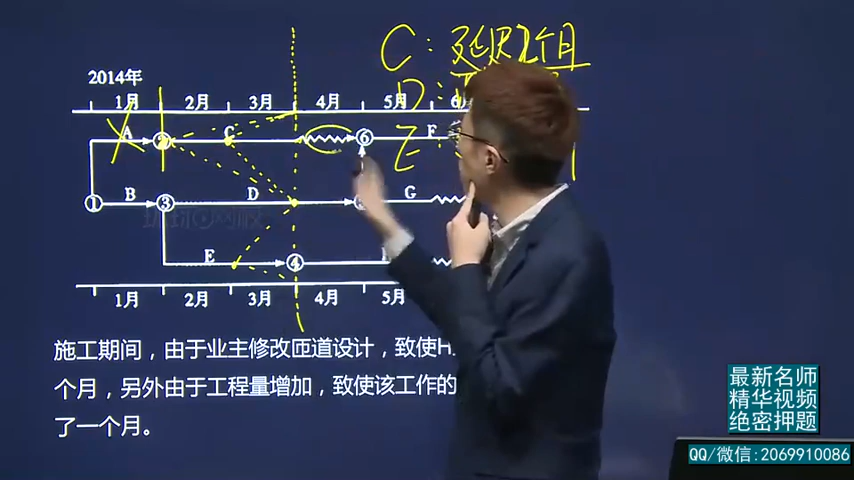 C：延误2个月
2014年
1月 2月 3月 4月 5月 6
D：
A ② C ⑥ F
E：
① B ③ D G
E ④
1月 2月 3月 4月 5月
施工期间，由于业主修改匝道设计，致使H
个月，另外由于工程量增加，致使该工作的
了一个月。
最新名师
精华视频
绝密押题
QQ/微信:2069910086